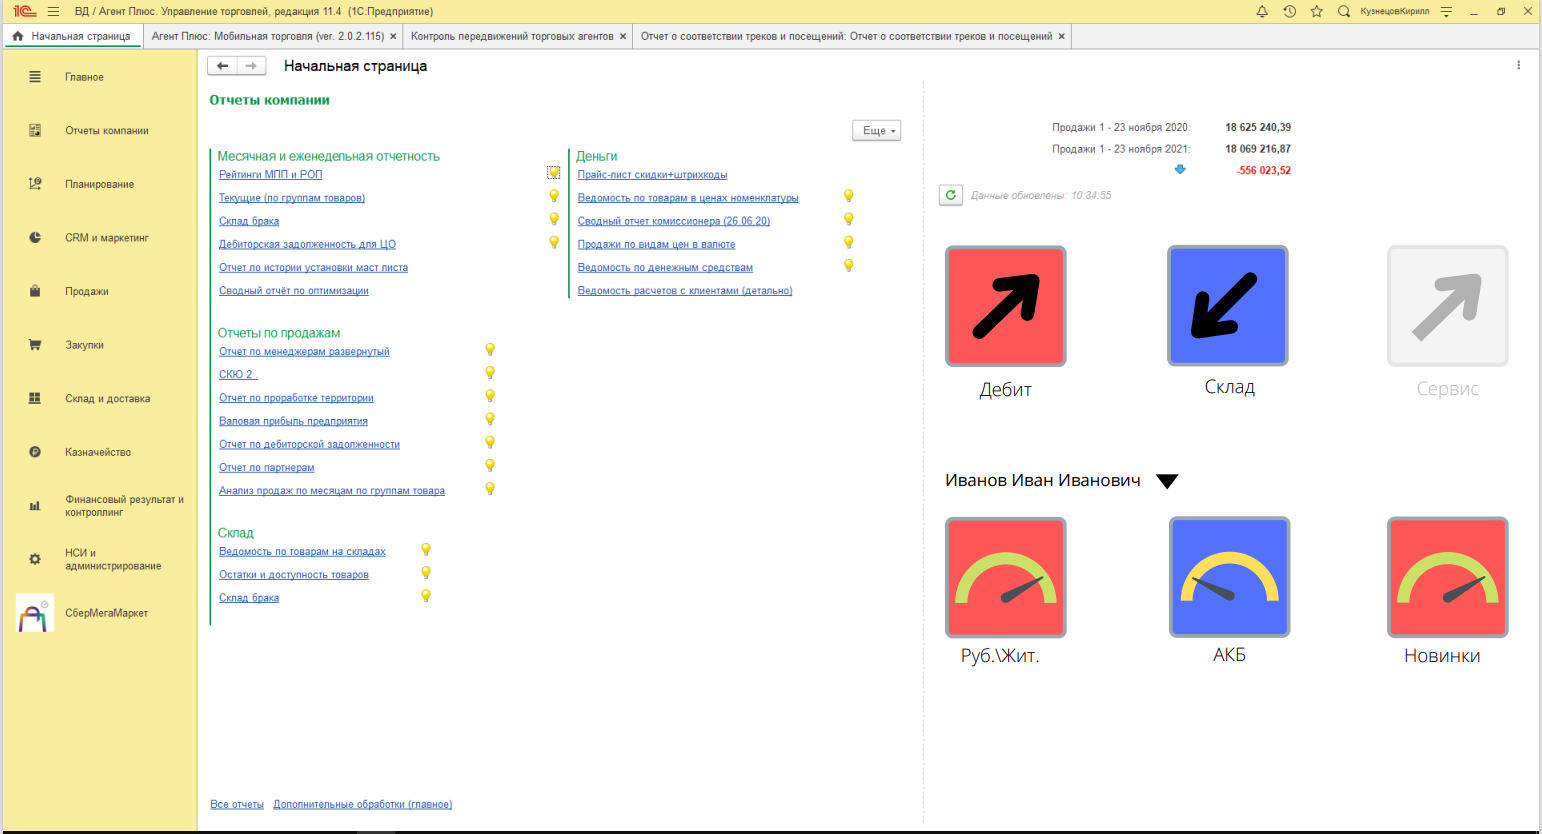 1С ВД / Агент Плюс. Управление торговлей, редакция 11.4 (1С:Предприятие) КузнецовКирилл
Начальная страница Агент Плюс: Мобильная торговля (ver. 2.0.2.115) Контроль передвижений торговых агентов Отчет о соответствии треков и посещений: Отчет о соответствии треков и посещений
Главное
Отчеты компании
Планирование
CRM и маркетинг
Продажи
Закупки
Склад и доставка
Казначейство
Финансовый результат и
контроллинг
НСИ и
администрирование
СберМегаМаркет
Начальная страница
Отчеты компании
Еще
Месячная и еженедельная отчетность
Рейтинги МПП и РОП
Текущие (по группам товаров)
Склад брака
Дебиторская задолженность для ЦО
Отчет по истории установки маст листа
Сводный отчёт по оптимизации
Отчеты по продажам
Отчет по менеджерам развернутый
СКЮ 2 .
Отчет по проработке территории
Валовая прибыль предприятия
Отчет по дебиторской задолженности
Отчет по партнерам
Анализ продаж по месяцам по группам товара
Склад
Ведомость по товарам на складах
Остатки и доступность товаров
Склад брака
Деньги
Прайс-лист скидки+штрихкоды
Ведомость по товарам в ценах номенклатуры
Сводный отчет комиссионера (26.06.20)
Продажи по видам цен в валюте
Ведомость по денежным средствам
Ведомость расчетов с клиентами (детально)
Все отчеты Дополнительные обработки (главное)
Продажи 1 - 23 ноября 2020: 18 625 240,39
Продажи 1 - 23 ноября 2021: 18 069 216,87
-556 023,52
Данные обновлены: 10:34:55
Дебит Склад Сервис
Иванов Иван Иванович
Руб.\Жит. АКБ Новинки